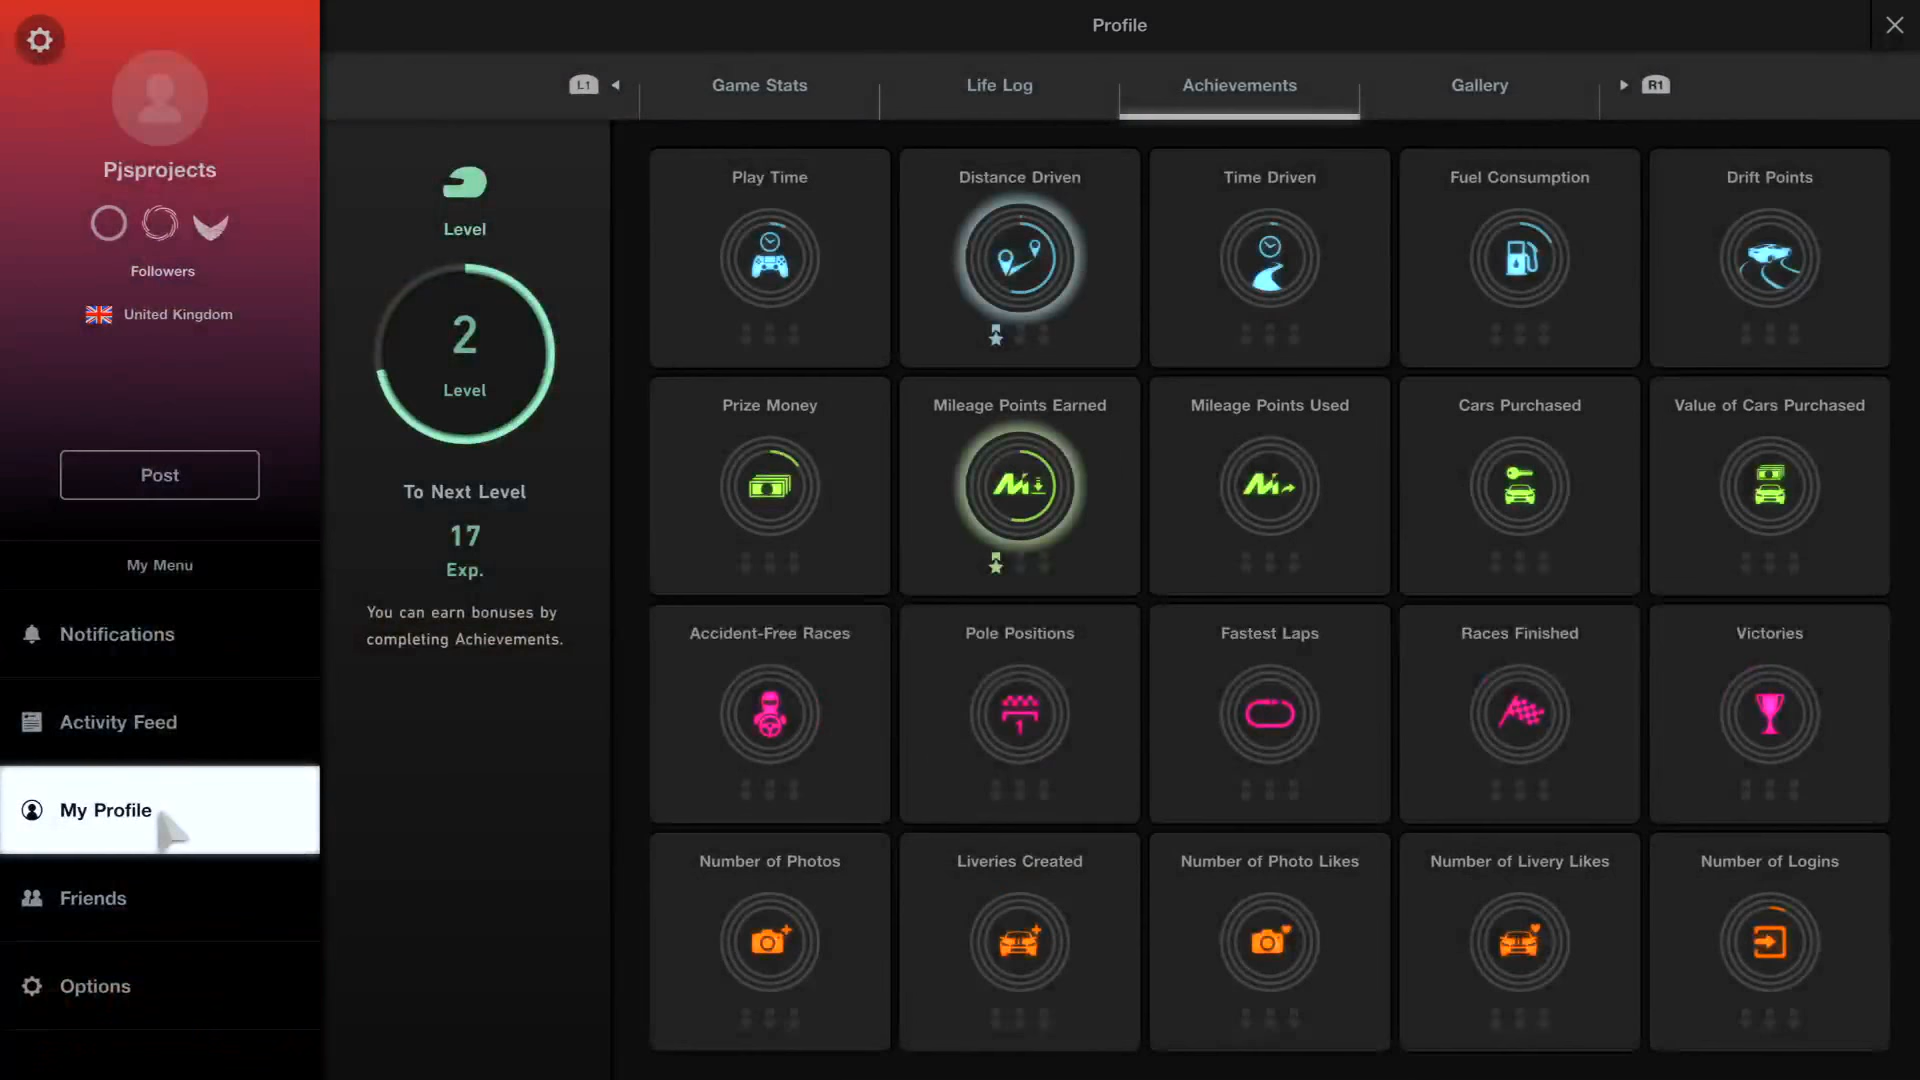 Profile
L1
Game Stats
Life Log
Achievements
Gallery
R1
Pjsprojects
Followers
United Kingdom
Post
My Menu
Notifications
Activity Feed
My Profile
Friends
Options
Level
2
Level
To Next Level
17
Exp.
You can earn bonuses by
completing Achievements.
Play Time
Distance Driven
Time Driven
Fuel Consumption
Drift Points
Prize Money
Mileage Points Earned
Mileage Points Used
Cars Purchased
Value of Cars Purchased
Accident-Free Races
Pole Positions
1
Fastest Laps
Races Finished
Victories
Number of Photos
Liveries Created
Number of Photo Likes
Number of Livery Likes
Number of Logins